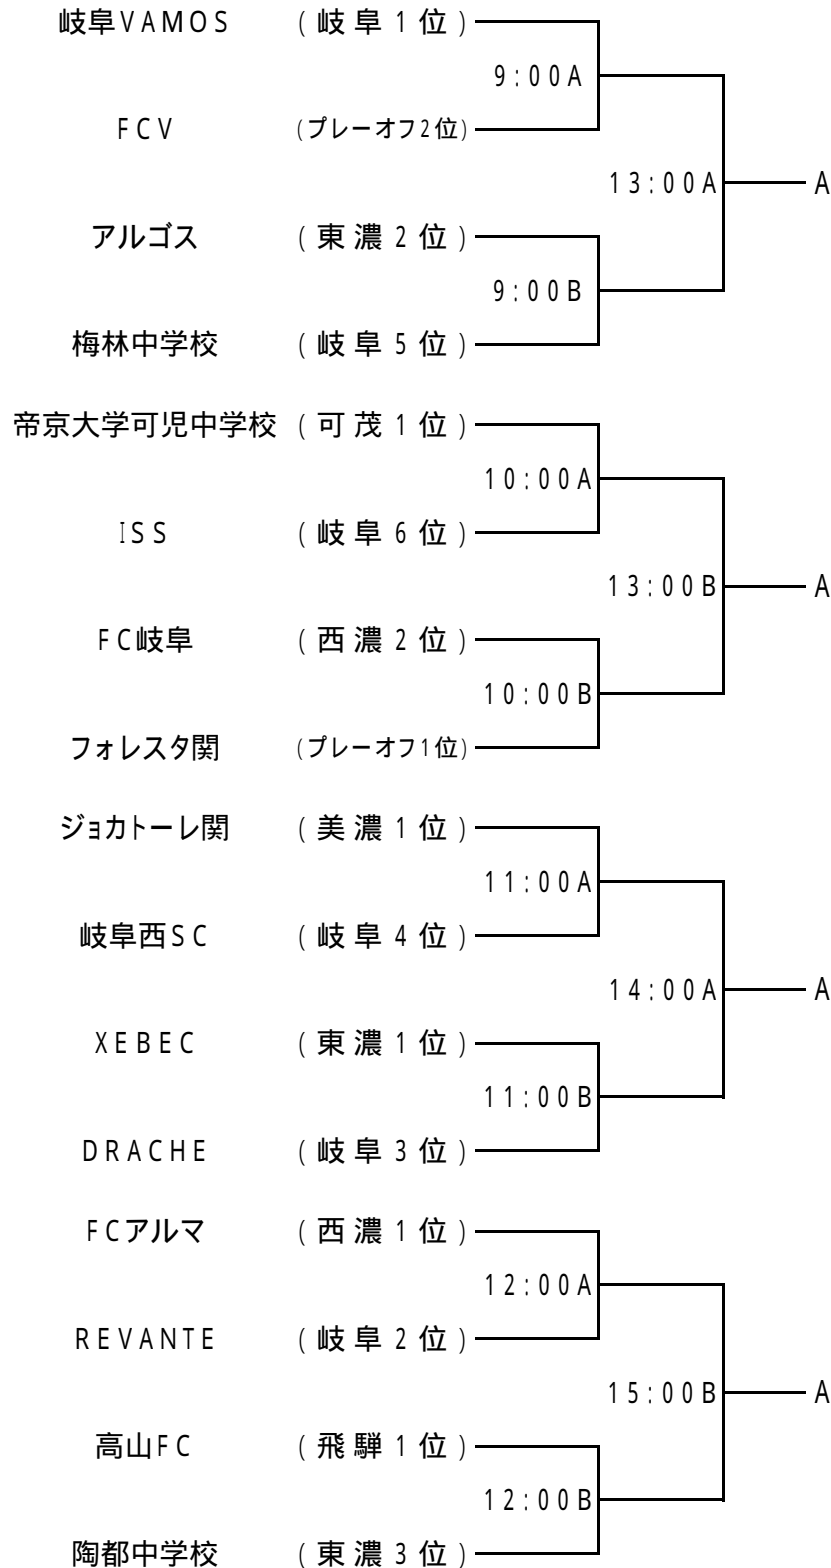 岐阜VAMOS (岐阜1位)
9:00A
FCV (プレーオフ2位)
13:00A A
アルゴス (東濃2位)
9:00B
梅林中学校 (岐阜5位)
帝京大学可児中学校 (可茂1位)
10:00A
ISS (岐阜6位)
13:00B A
FC岐阜 (西濃2位)
10:00B
フォレスタ関 (プレーオフ1位)
ジョカトーレ関 (美濃1位)
11:00A
岐阜西SC (岐阜4位)
14:00A A
XEBEC (東濃1位)
11:00B
DRACHE (岐阜3位)
FCアルマ (西濃1位)
12:00A
REVANTE (岐阜2位)
15:00B A
高山FC (飛騨1位)
12:00B
陶都中学校 (東濃3位)